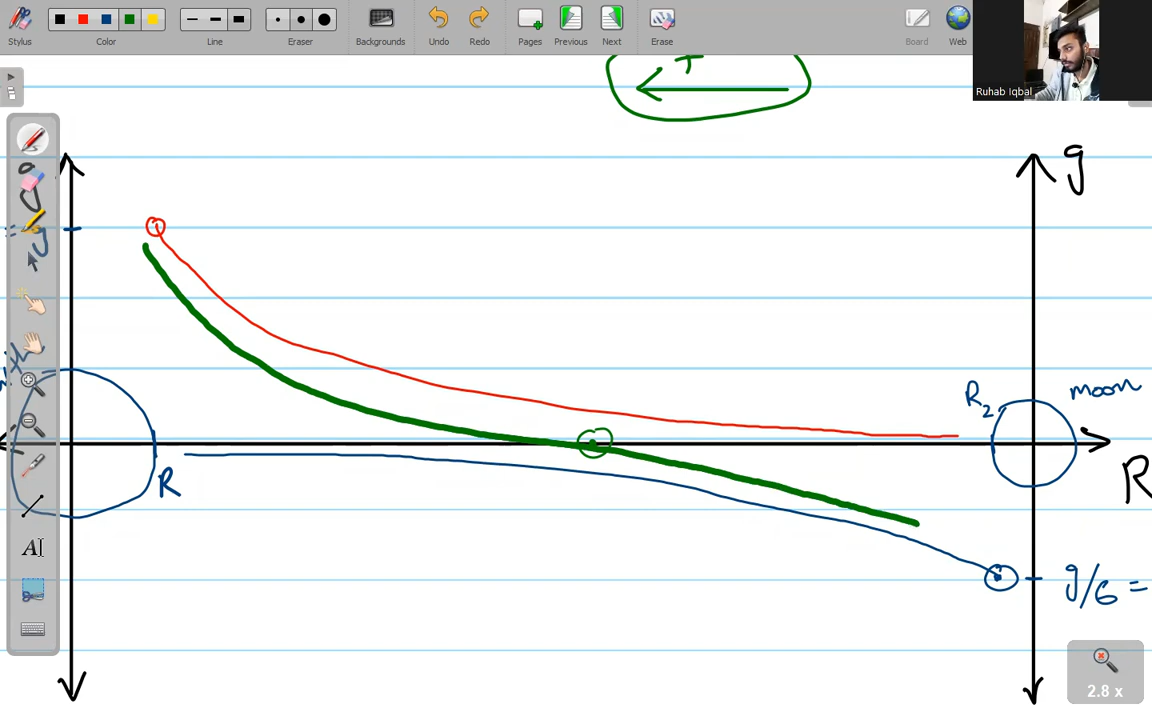 Stylus
Color
Line
Eraser
Backgrounds
Undo
Redo
Pages
Previous
Next
Erase
Board
Web
Ruhab Iqbal
T
g
R2
moon
R
R
g/6 =
AI
2.8 x